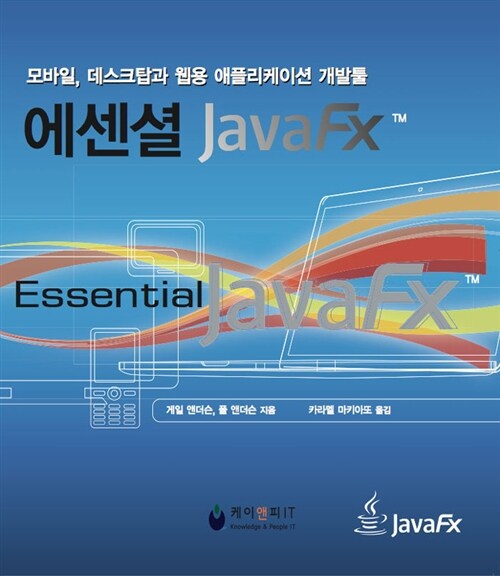 모바일, 데스크탑과 웹용 애플리케이션 개발툴
에센셜 JavaFx™
Essential JavaFx™
게일 앤더슨, 폴 앤더슨 지음 카라멜 마키아또 옮김
케이앤피IT
Knowledge & People IT
JavaFx